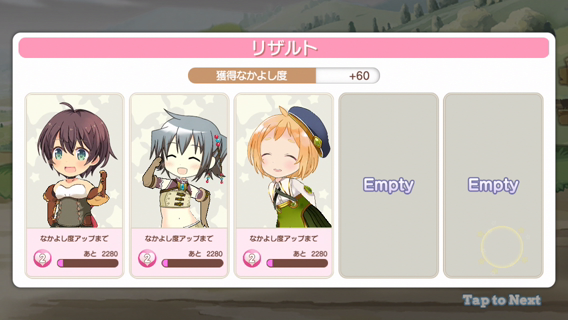 リザルト
獲得なかよし度 +60
なかよし度アップまで
2 あと 2280
なかよし度アップまで
2 あと 2280
なかよし度アップまで
2 あと 2280
Empty
Empty
Tap to Next